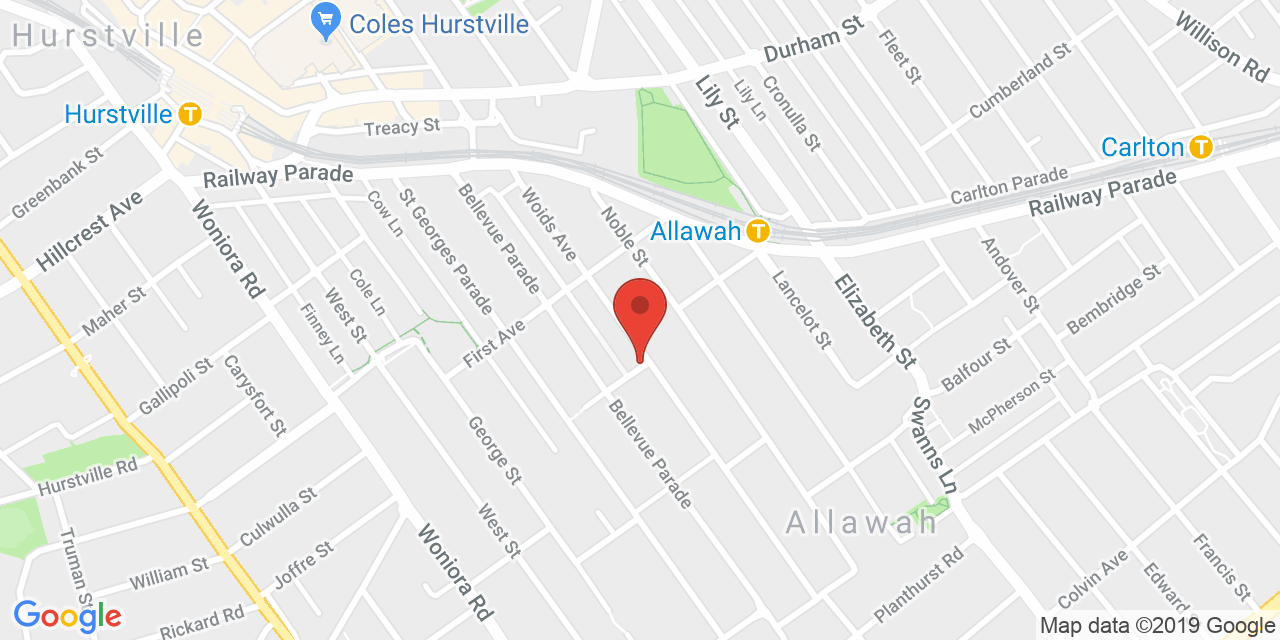 Hurstville
Coles Hurstville
Durham St
Fleet St
Willison Rd
Cumberland St
Lily St
Lily Ln
Cronulla St
Hurstville
T
Treacy St
Carlton
T
Greenbank St
Railway Parade
Carlton Parade
Railway Parade
Hillcrest Ave
Woniora Rd
Cow Ln
St Georges Parade
Bellevue Parade
Woids Ave
Noble St
Allawah
T
Andover St
Maher St
Finney Ln
West St
Cole Ln
First Ave
Lancelot St
Elizabeth St
Bembridge St
Balfour St
Gallipoli St
Carysfort St
McPherson St
Swanns Ln
George St
Bellevue Parade
Hurstville Rd
Culwulla St
West St
Allawah
Truman St
William St
Joffre St
Woniora Rd
Planthurst Rd
Colvin Ave
Edward
Francis St
Rickard Rd
Google
Map data ©2019 Google